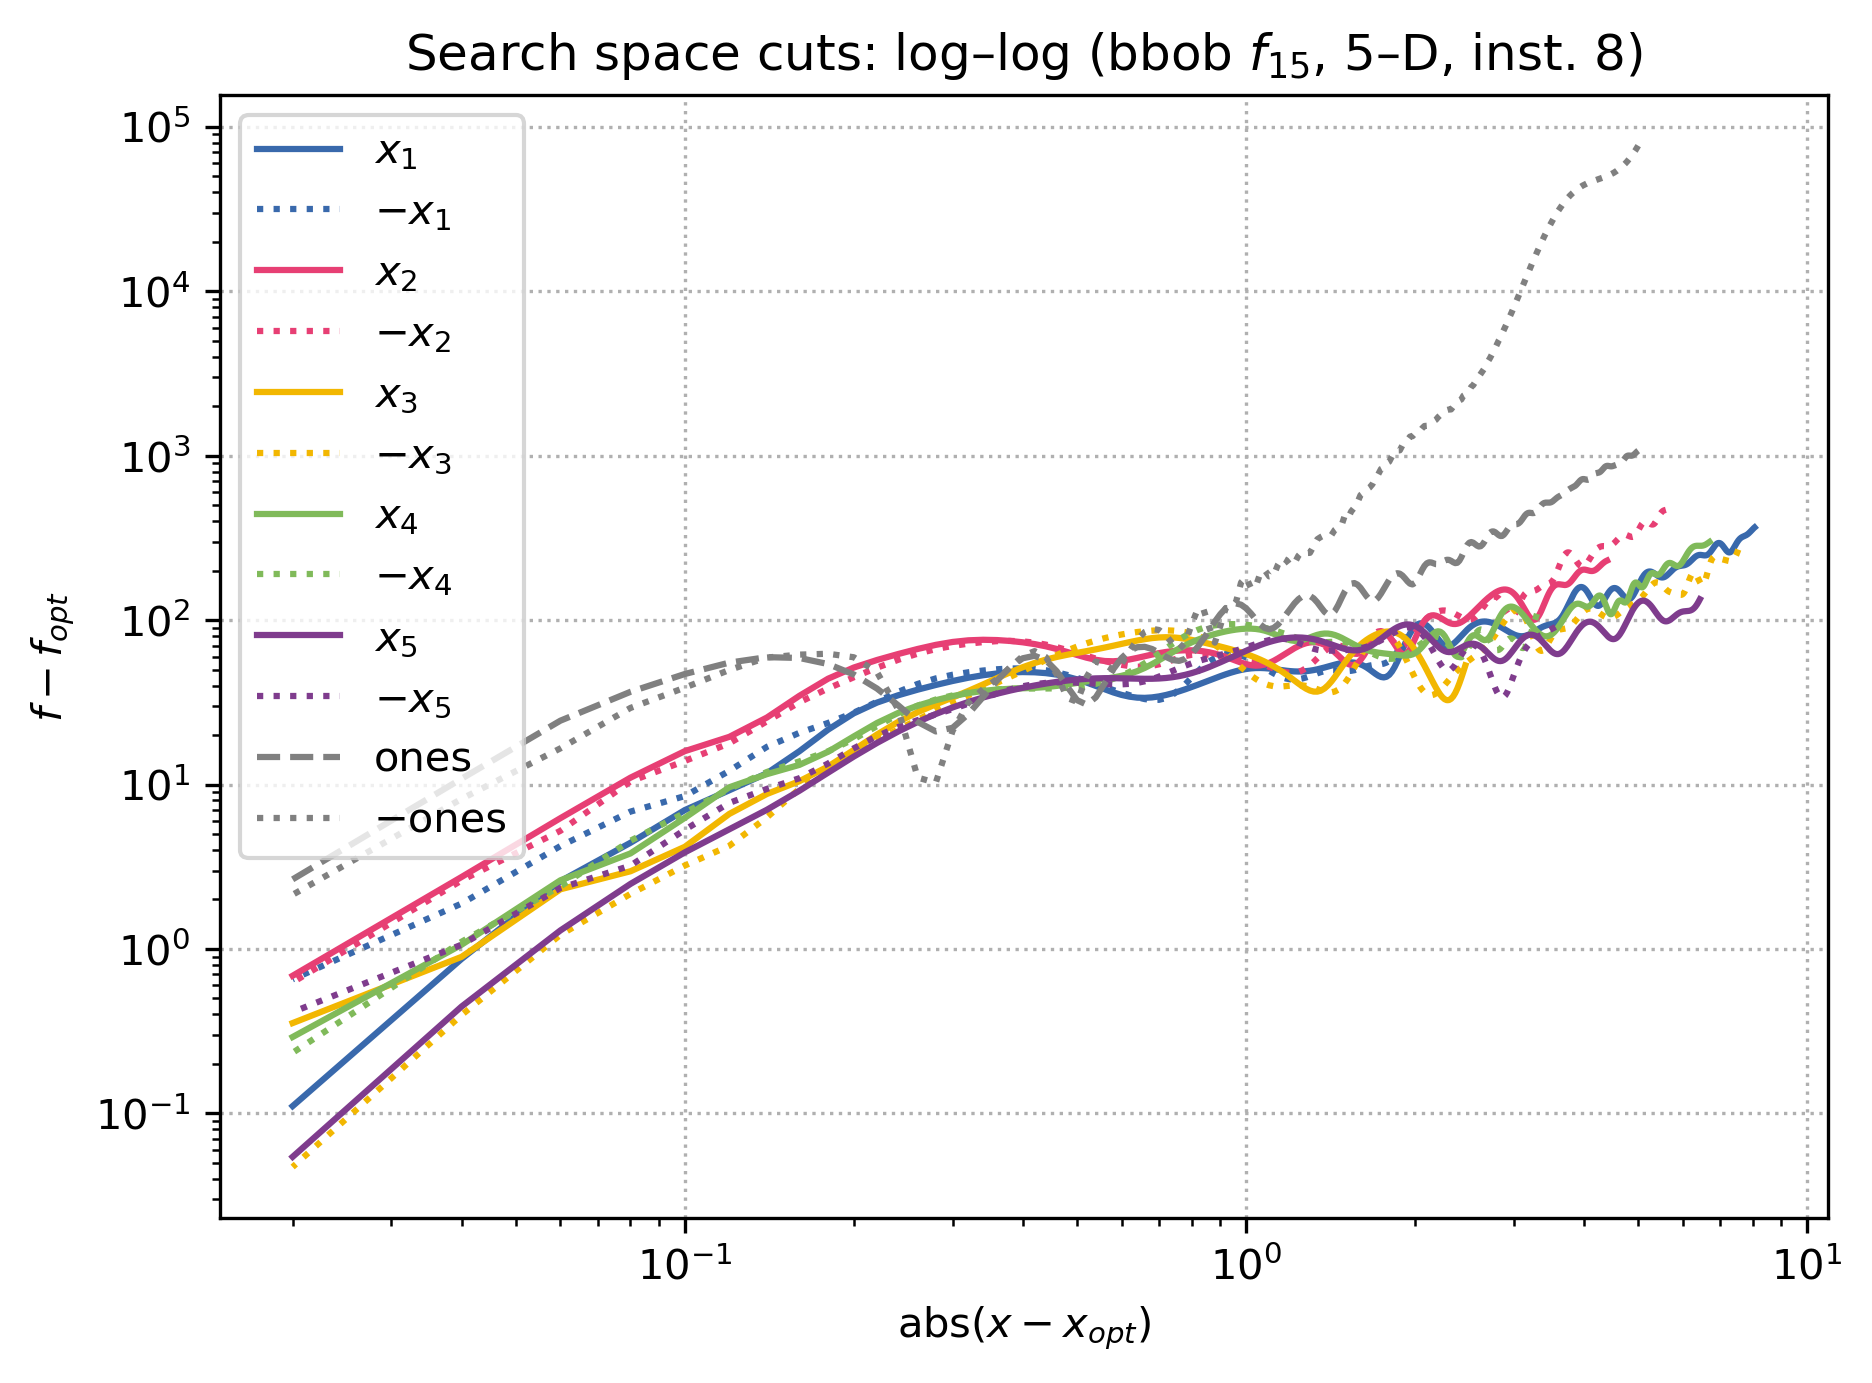 Search space cuts: log–log (bbob f15, 5–D, inst. 8)
10^5
10^4
10^3
10^2
10^1
10^0
10^−1
f − fopt
x1
−x1
x2
−x2
x3
−x3
x4
−x4
x5
−x5
ones
−ones
10^−1
10^0
10^1
abs(x − xopt)